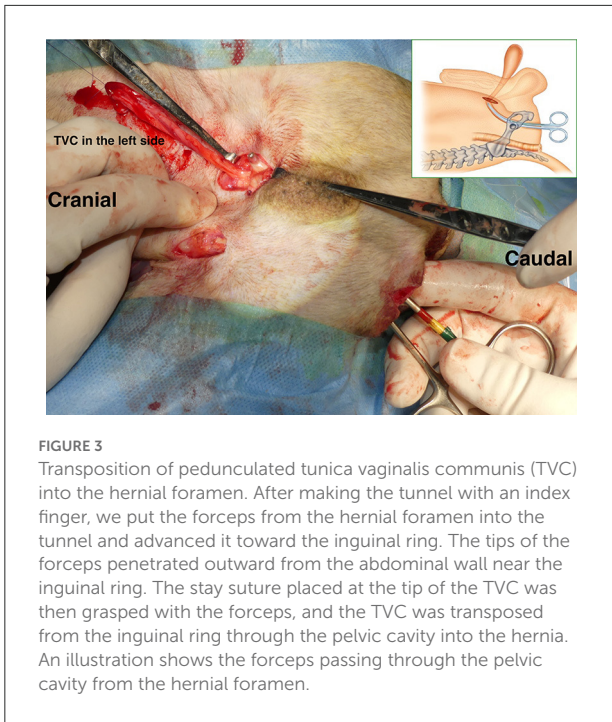 TVC in the left side
Cranial
Caudal
FIGURE 3
Transposition of pedunculated tunica vaginalis communis (TVC)
into the hernial foramen. After making the tunnel with an index
finger, we put the forceps from the hernial foramen into the
tunnel and advanced it toward the inguinal ring. The tips of the
forceps penetrated outward from the abdominal wall near the
inguinal ring. The stay suture placed at the tip of the TVC was
then grasped with the forceps, and the TVC was transposed
from the inguinal ring through the pelvic cavity into the hernia.
An illustration shows the forceps passing through the pelvic
cavity from the hernial foramen.